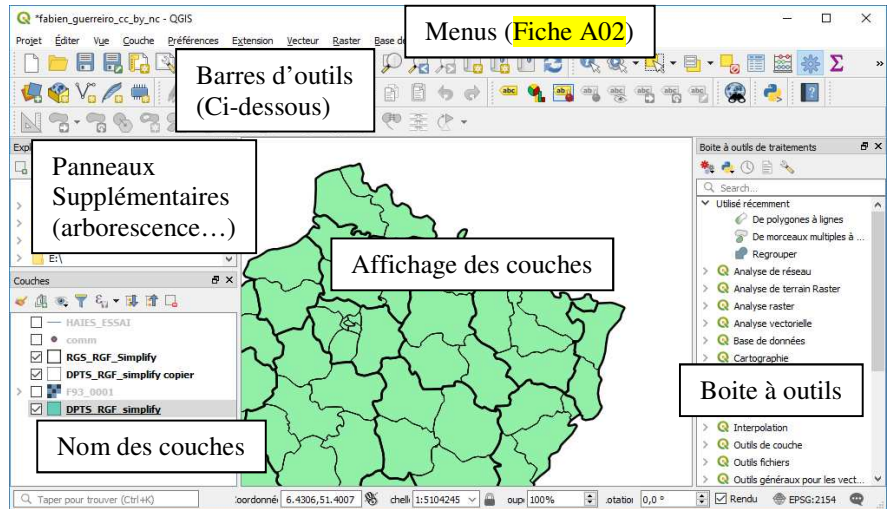 *fabien_guerreiro_cc_by_nc - QGIS
Projet Éditer Vue Couche Préférences Extension Vecteur Raster Base de
Menus (Fiche A02)
Barres d'outils
(Ci-dessous)
Panneaux
Supplémentaires
(arborescence…)
E:\
Affichage des couches
Couches
HAIES_ESSAI
comm
RGS_RGF_Simplify
DPTS_RGF_simplify copier
F93_0001
DPTS_RGF_simplify
Nom des couches
Boite à outils de traitements
Search...
Utilisé récemment
De polygones à lignes
De morceaux multiples à ...
Regrouper
Analyse de réseau
Analyse de terrain Raster
Analyse raster
Analyse vectorielle
Base de données
Cartographie
Boite à outils
Interpolation
Outils de couche
Outils fichiers
Outils généraux pour les vect...
Taper pour trouver (Ctrl+K) :oordonné 6.4306,51.4007 chell 1:5104245 oup 100% .otatio 0,0 ° Rendu EPSG:2154